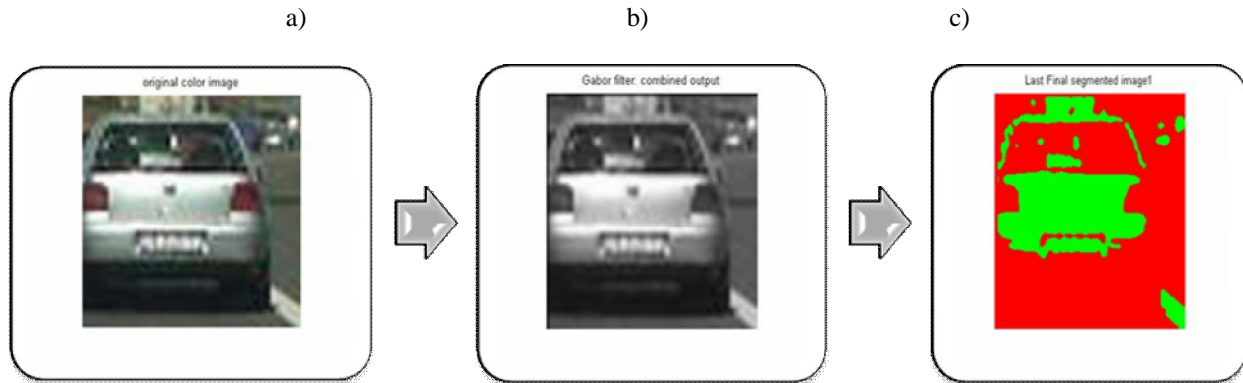 a) b) c)
original color image
Gabor filter: combined output
Last Final segmented image1